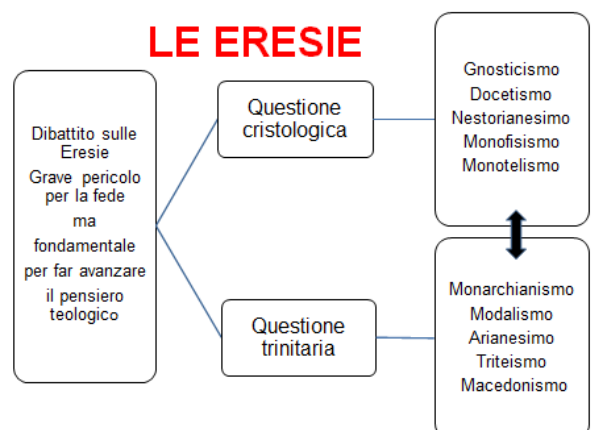 LE ERESIE
Dibattito sulle
Eresie
Grave pericolo
per la fede
ma
fondamentale
per far avanzare
il pensiero
teologico
Questione
cristologica
Questione
trinitaria
Gnosticismo
Docetismo
Nestorianesimo
Monofisismo
Monotelismo
Monarchianismo
Modalismo
Arianesimo
Triteismo
Macedonismo